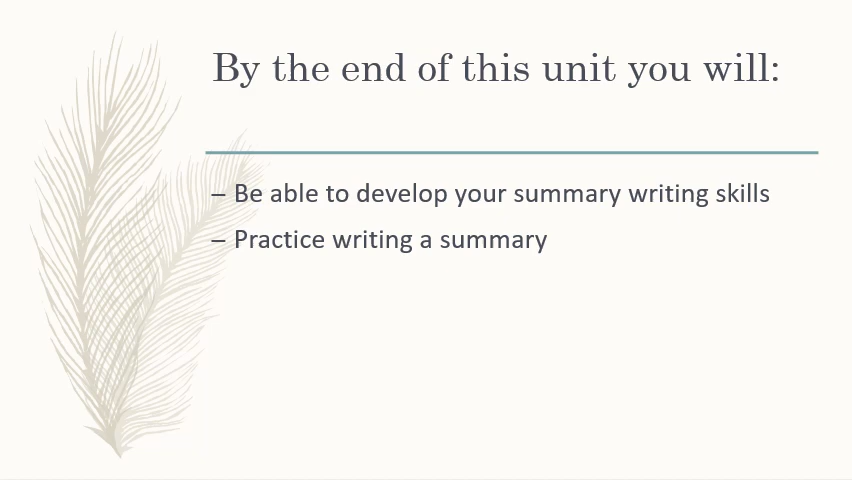 By the end of this unit you will:
– Be able to develop your summary writing skills
– Practice writing a summary